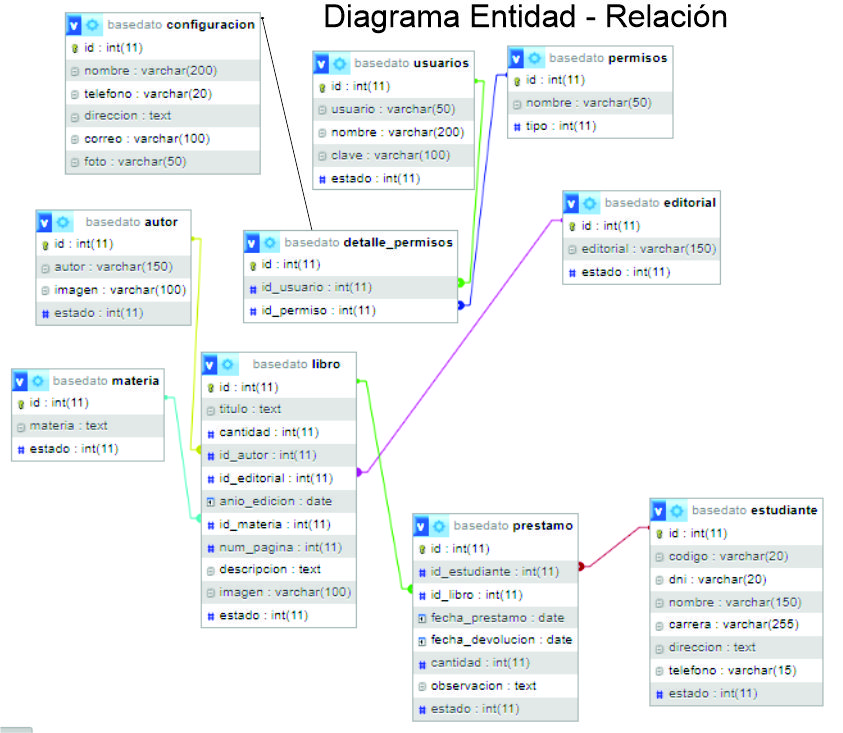 Diagrama Entidad - Relación
basedato configuracion
id : int(11)
nombre : varchar(200)
telefono : varchar(20)
direccion : text
correo : varchar(100)
foto : varchar(50)
basedato usuarios
id : int(11)
usuario : varchar(50)
nombre : varchar(200)
clave : varchar(100)
# estado : int(11)
basedato permisos
id : int(11)
nombre : varchar(50)
# tipo : int(11)
basedato editorial
id : int(11)
editorial : varchar(150)
# estado : int(11)
basedato autor
id : int(11)
autor : varchar(150)
imagen : varchar(100)
# estado : int(11)
basedato detalle_permisos
id : int(11)
# id_usuario : int(11)
# id_permiso : int(11)
basedato materia
id : int(11)
materia : text
# estado : int(11)
basedato libro
id : int(11)
titulo : text
# cantidad : int(11)
# id_autor : int(11)
# id_editorial : int(11)
anio_edicion : date
# id_materia : int(11)
# num_pagina : int(11)
descripcion : text
imagen : varchar(100)
# estado : int(11)
basedato prestamo
id : int(11)
# id_estudiante : int(11)
# id_libro : int(11)
fecha_prestamo : date
fecha_devolucion : date
# cantidad : int(11)
observacion : text
# estado : int(11)
basedato estudiante
id : int(11)
codigo : varchar(20)
dni : varchar(20)
nombre : varchar(150)
carrera : varchar(255)
direccion : text
telefono : varchar(15)
# estado : int(11)